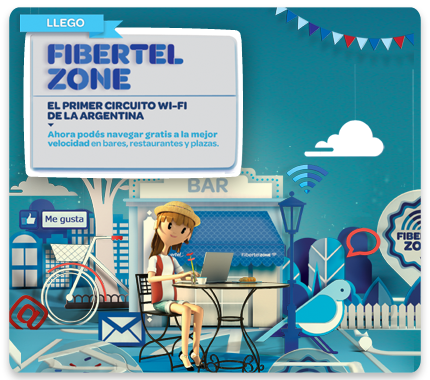 LLEGO
FIBERTEL
ZONE
EL PRIMER CIRCUITO WI-FI
DE LA ARGENTINA
Ahora podés navegar gratis a la mejor
velocidad en bares, restaurantes y plazas.
BAR
Me gusta
Fibertelzone
FIBERTEL
ZONE